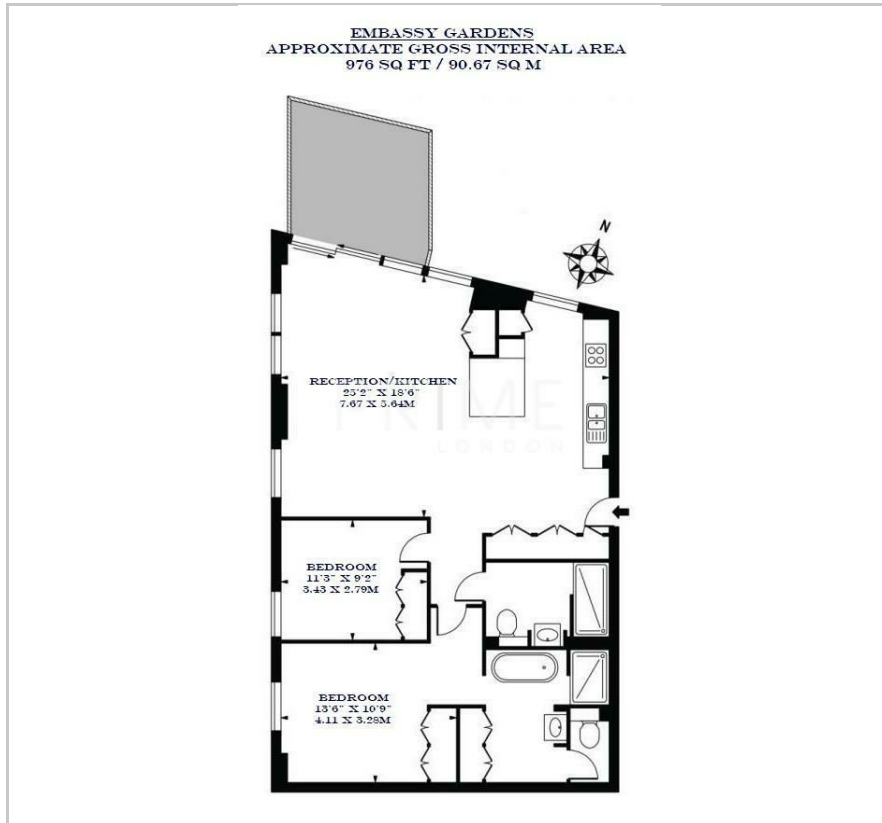 EMBASSY GARDENS
APPROXIMATE GROSS INTERNAL AREA
976 SQ FT / 90.67 SQ M
N
RECEPTION/KITCHEN
25'2" X 18'6"
7.67 X 5.64M
PRIME
LONDON
BEDROOM
11'3" X 9'2"
3.43 X 2.79M
BEDROOM
13'6" X 10'9"
4.11 X 3.28M